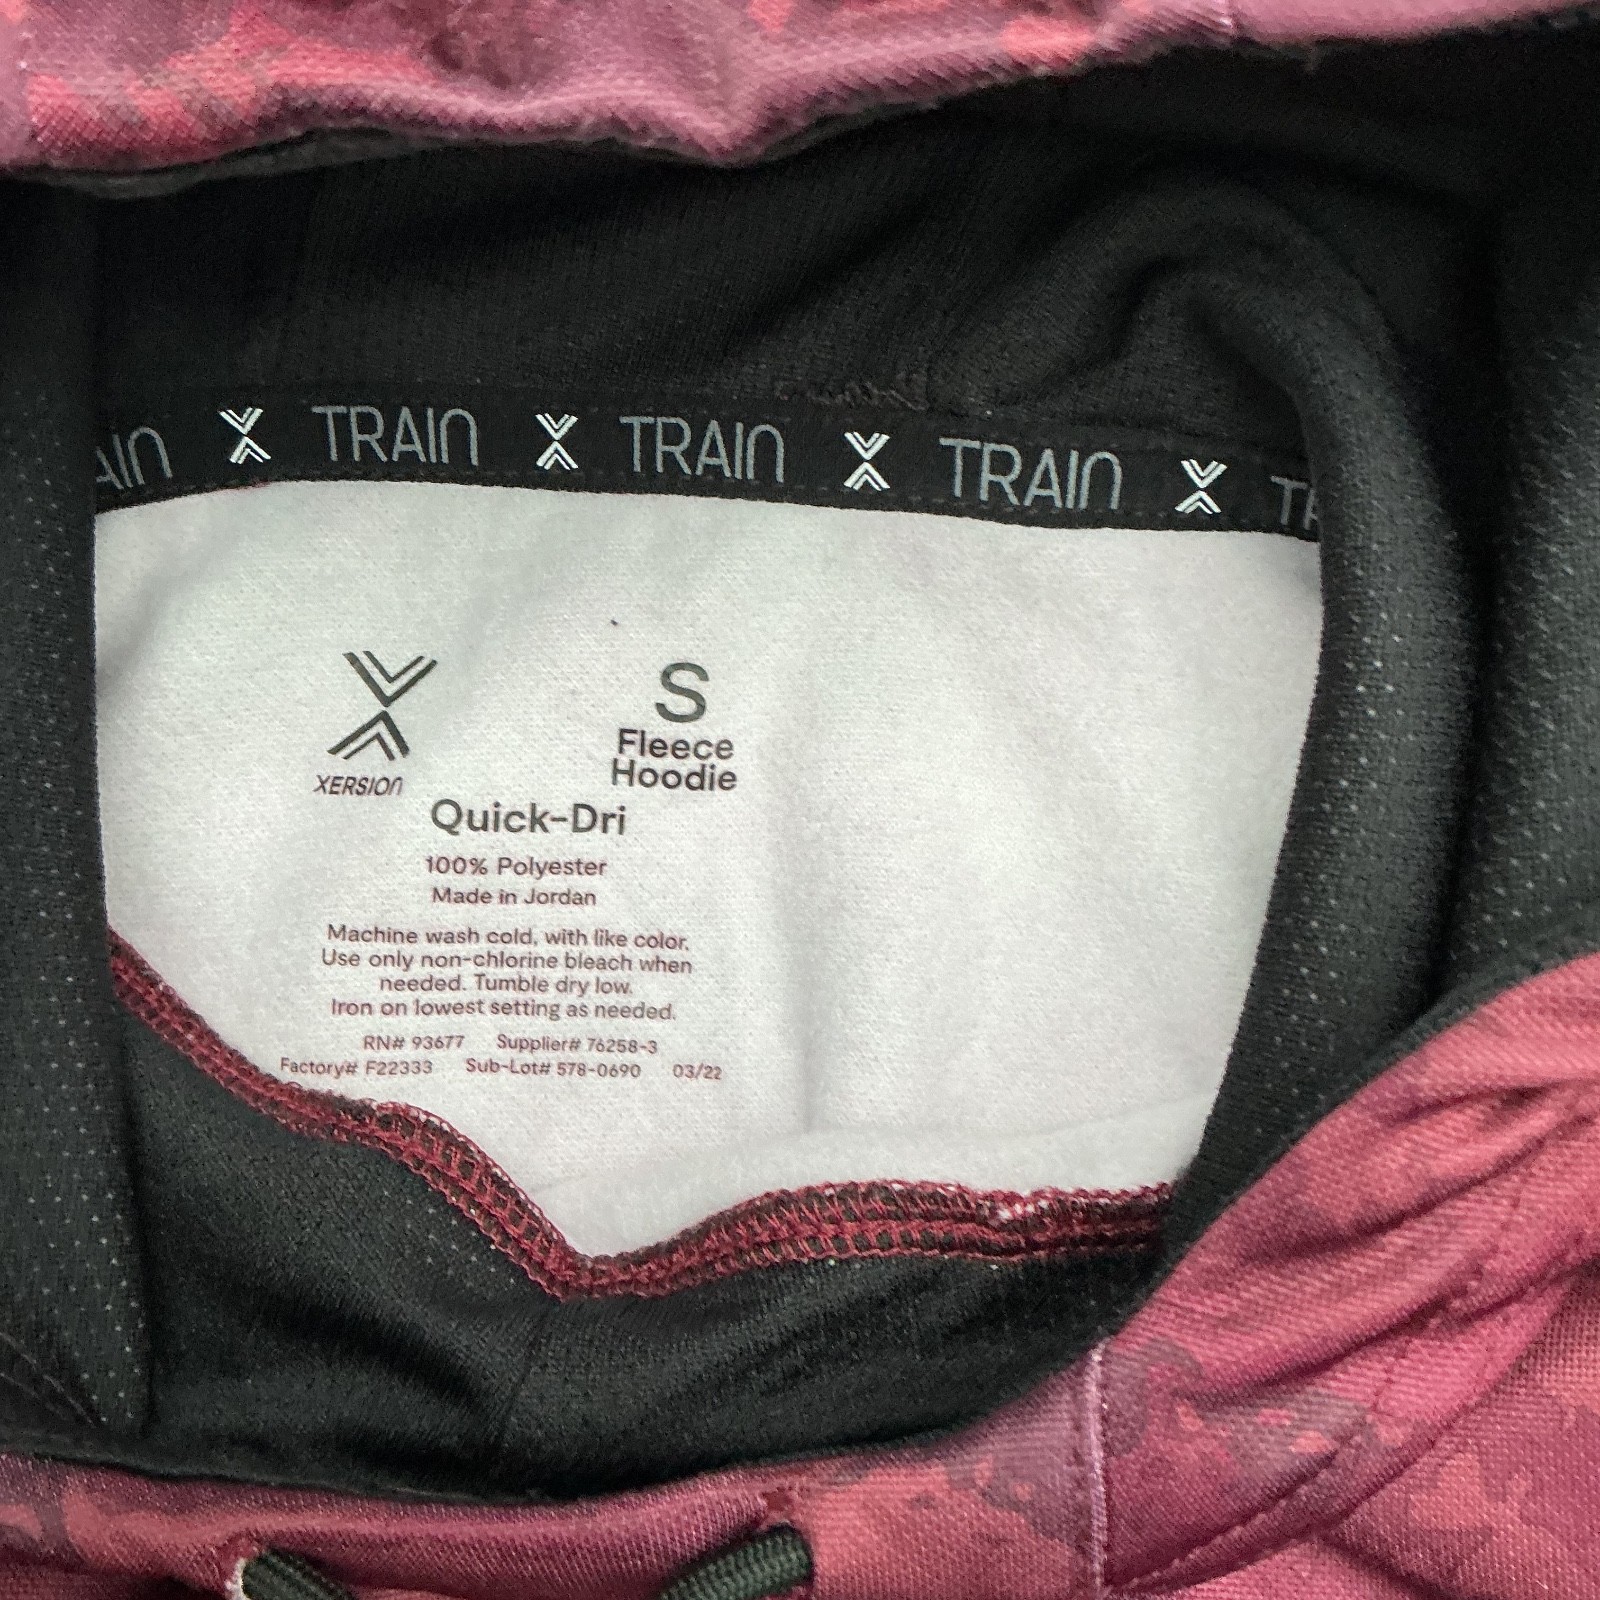 AIN TRAIN TRAIN TRAIN TR
S
Fleece
Hoodie
XERSION
Quick-Dri
100% Polyester
Made in Jordan
Machine wash cold, with like color.
Use only non-chlorine bleach when
needed. Tumble dry low.
Iron on lowest setting as needed.
RN# 93677 Supplier# 76258-3
Factory# F22333 Sub-Lot# 578-0690 03/22